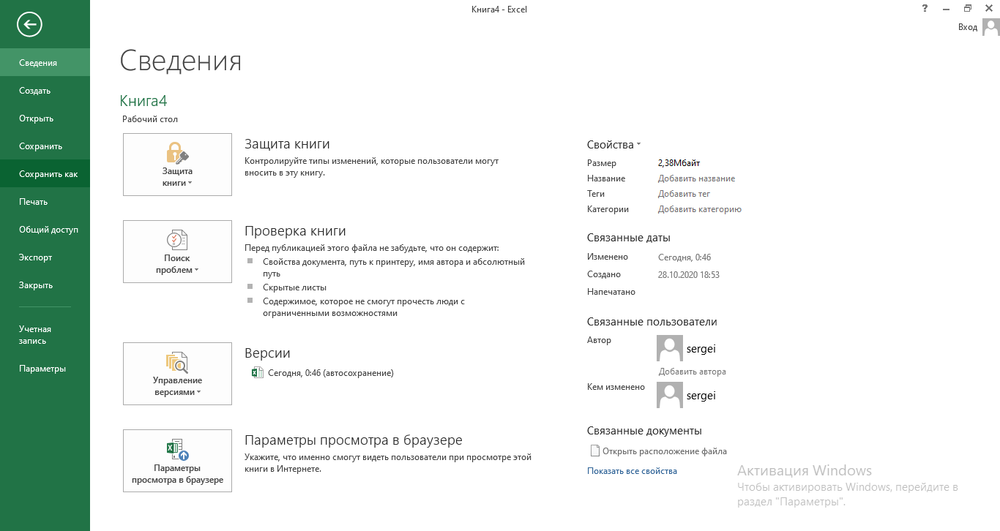 Книга4 - Excel
?
Вход
Сведения
Создать
Открыть
Сохранить
Сохранить как
Печать
Общий доступ
Экспорт
Закрыть
Учетная
запись
Параметры
Сведения
Книга4
Рабочий стол
Защита
книги
Защита книги
Контролируйте типы изменений, которые пользователи могут
вносить в эту книгу.
Поиск
проблем
Проверка книги
Перед публикацией этого файла не забудьте, что он содержит:
Свойства документа, путь к принтеру, имя автора и абсолютный
путь
Скрытые листы
Содержимое, которое не смогут прочесть люди с
ограниченными возможностями
Управление
версиями
Версии
Сегодня, 0:46 (автосохранение)
Параметры
просмотра в браузере
Параметры просмотра в браузере
Укажите, что именно смогут видеть пользователи при просмотре этой
книги в Интернете.
Свойства
Размер 2,38Мбайт
Название Добавить название
Теги Добавить тег
Категории Добавить категорию
Связанные даты
Изменено Сегодня, 0:46
Создано 28.10.2020 18:53
Напечатано
Связанные пользователи
Автор sergei
Добавить автора
Кем изменено sergei
Связанные документы
Открыть расположение файла
Показать все свойства
Активация Windows
Чтобы активировать Windows, перейдите в
раздел "Параметры".